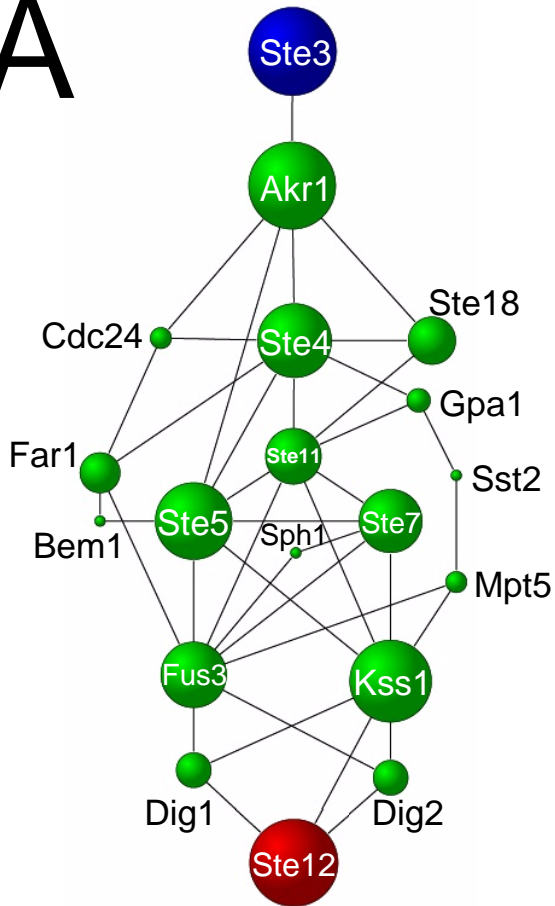 A
Ste3
Akr1
Ste18
Cdc24
Ste4
Gpa1
Far1
Ste11
Sst2
Ste5
Ste7
Sph1
Bem1
Mpt5
Fus3
Kss1
Dig1
Dig2
Ste12